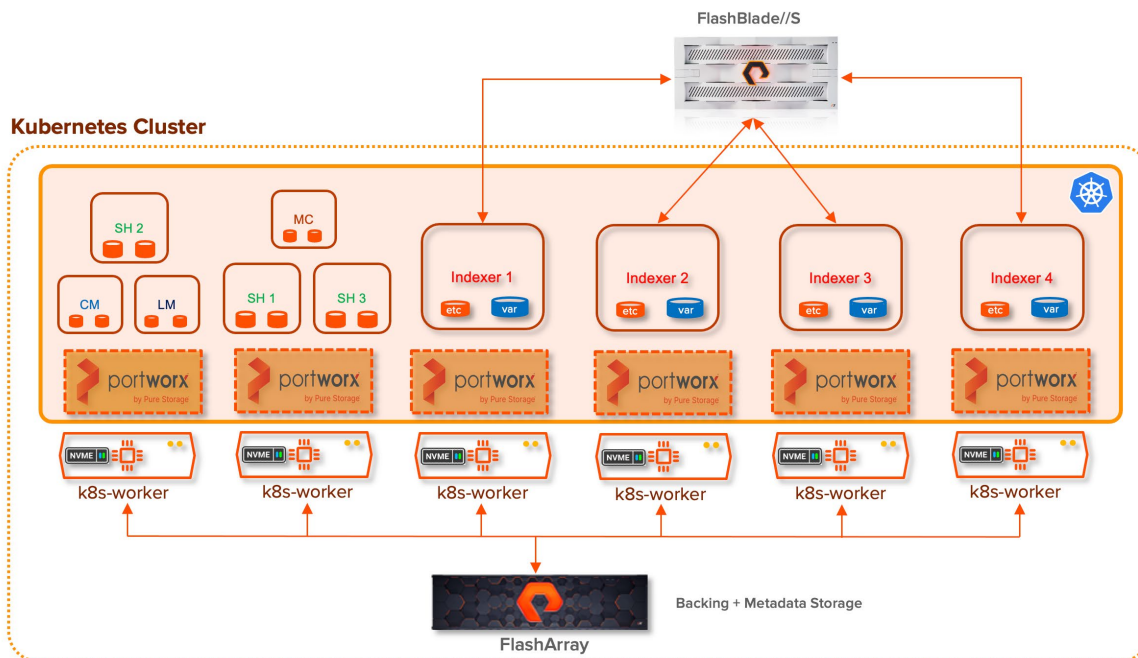 FlashBlade//S
Kubernetes Cluster
SH 2
MC
CM
LM
SH 1
SH 3
Indexer 1
etc
var
Indexer 2
etc
var
Indexer 3
etc
var
Indexer 4
etc
var
portworx
by Pure Storage
portworx
by Pure Storage
portworx
by Pure Storage
portworx
by Pure Storage
portworx
by Pure Storage
portworx
by Pure Storage
NVME
NVME
NVME
NVME
NVME
NVME
k8s-worker
k8s-worker
k8s-worker
k8s-worker
k8s-worker
k8s-worker
Backing + Metadata Storage
FlashArray